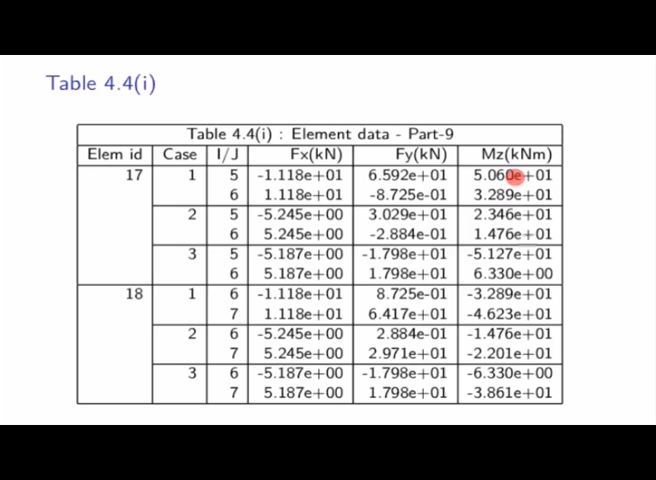 Table 4.4(i)
Table 4.4(i) : Element data - Part-9
Elem id Case I/J Fx(kN) Fy(kN) Mz(kNm)
17 1 5 -1.118e+01 6.592e+01 5.060e+01
6 1.118e+01 -8.725e-01 3.289e+01
2 5 -5.245e+00 3.029e+01 2.346e+01
6 5.245e+00 -2.884e-01 1.476e+01
3 5 -5.187e+00 -1.798e+01 -5.127e+01
6 5.187e+00 1.798e+01 6.330e+00
18 1 6 -1.118e+01 8.725e-01 -3.289e+01
7 1.118e+01 6.417e+01 -4.623e+01
2 6 -5.245e+00 2.884e-01 -1.476e+01
7 5.245e+00 2.971e+01 -2.201e+01
3 6 -5.187e+00 -1.798e+01 -6.330e+00
7 5.187e+00 1.798e+01 -3.861e+01